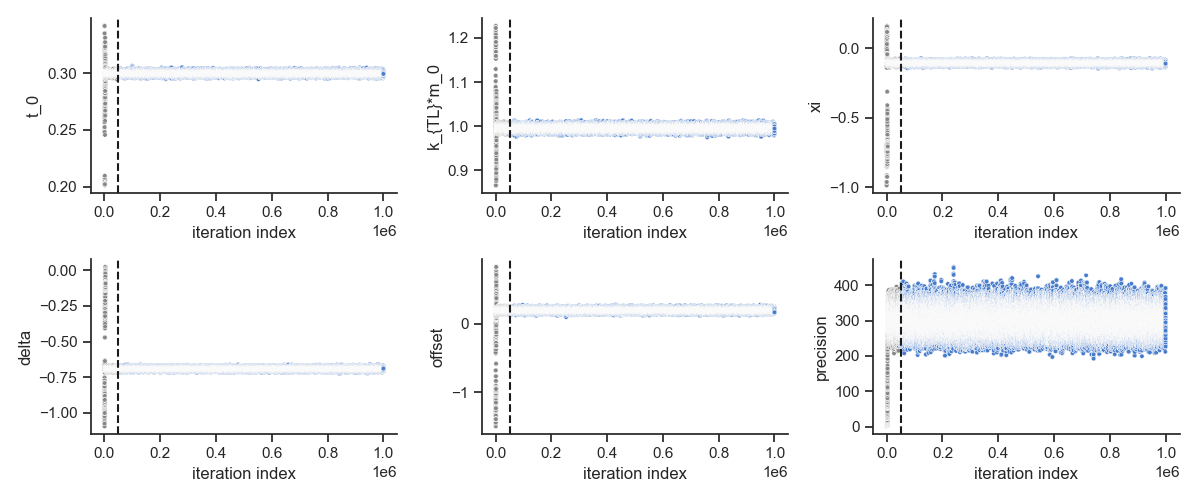 t_0
0.30
0.25
0.20
0.0 0.2 0.4 0.6 0.8 1.0
iteration index
1e6
k_{TL}*m_0
1.2
1.1
1.0
0.9
0.0 0.2 0.4 0.6 0.8 1.0
iteration index
1e6
xi
0.0
−0.5
−1.0
0.0 0.2 0.4 0.6 0.8 1.0
iteration index
1e6
delta
0.00
−0.25
−0.50
−0.75
−1.00
0.0 0.2 0.4 0.6 0.8 1.0
iteration index
1e6
offset
0
−1
0.0 0.2 0.4 0.6 0.8 1.0
iteration index
1e6
precision
400
300
200
100
0
0.0 0.2 0.4 0.6 0.8 1.0
iteration index
1e6